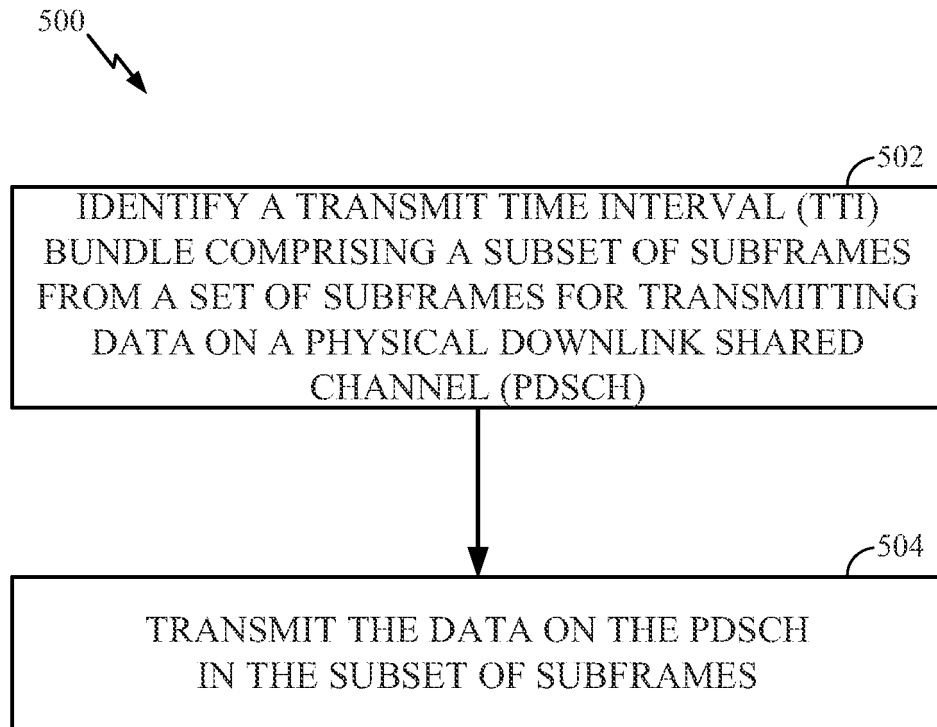 500
502
IDENTIFY A TRANSMIT TIME INTERVAL (TTI)
BUNDLE COMPRISING A SUBSET OF SUBFRAMES
FROM A SET OF SUBFRAMES FOR TRANSMITTING
DATA ON A PHYSICAL DOWNLINK SHARED
CHANNEL (PDSCH)
504
TRANSMIT THE DATA ON THE PDSCH
IN THE SUBSET OF SUBFRAMES